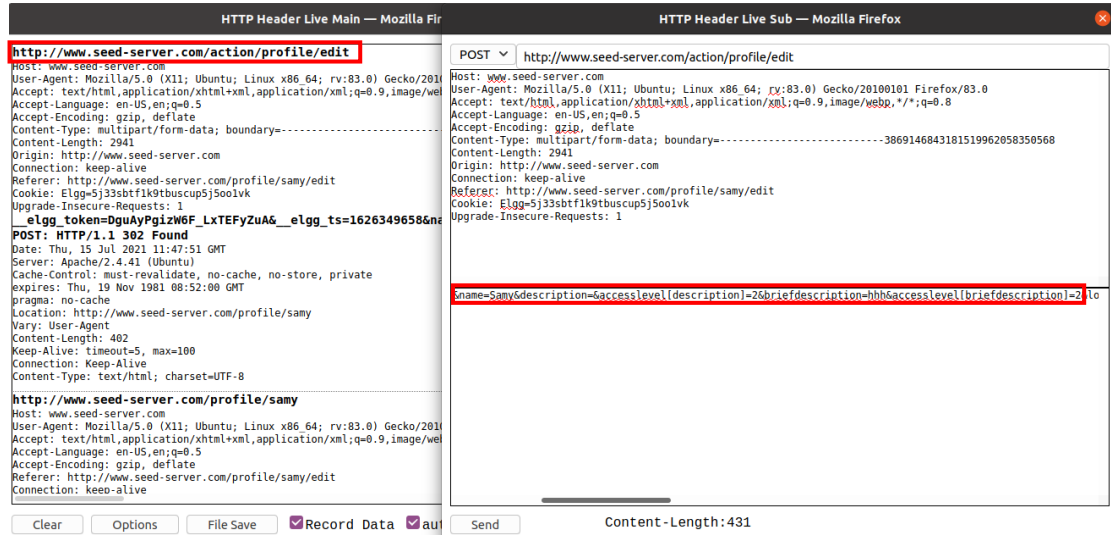 HTTP Header Live Main — Mozilla Fir
http://www.seed-server.com/action/profile/edit
Host: www.seed-server.com
User-Agent: Mozilla/5.0 (X11; Ubuntu; Linux x86_64; rv:83.0) Gecko/2010
Accept: text/html,application/xhtml+xml,application/xml;q=0.9,image/we
Accept-Language: en-US,en;q=0.5
Accept-Encoding: gzip, deflate
Content-Type: multipart/form-data; boundary=---------------------------
Content-Length: 2941
Origin: http://www.seed-server.com
Connection: keep-alive
Referer: http://www.seed-server.com/profile/samy/edit
Cookie: Elgg=5j33sbtf1k9tbuscup5j5oo1vk
Upgrade-Insecure-Requests: 1
__elgg_token=DguAyPgizW6F_LxTEFyZuA&__elgg_ts=1626349658&na
POST: HTTP/1.1 302 Found
Date: Thu, 15 Jul 2021 11:47:51 GMT
Server: Apache/2.4.41 (Ubuntu)
Cache-Control: must-revalidate, no-cache, no-store, private
expires: Thu, 19 Nov 1981 08:52:00 GMT
pragma: no-cache
Location: http://www.seed-server.com/profile/samy
Vary: User-Agent
Content-Length: 402
Keep-Alive: timeout=5, max=100
Connection: Keep-Alive
Content-Type: text/html; charset=UTF-8
http://www.seed-server.com/profile/samy
Host: www.seed-server.com
User-Agent: Mozilla/5.0 (X11; Ubuntu; Linux x86_64; rv:83.0) Gecko/2010
Accept: text/html,application/xhtml+xml,application/xml;q=0.9,image/we
Accept-Language: en-US,en;q=0.5
Accept-Encoding: gzip, deflate
Referer: http://www.seed-server.com/profile/samy/edit
Connection: keep-alive
Clear Options File Save Record Data aut
HTTP Header Live Sub — Mozilla Firefox
POST http://www.seed-server.com/action/profile/edit
Host: www.seed-server.com
User-Agent: Mozilla/5.0 (X11; Ubuntu; Linux x86_64; rv:83.0) Gecko/20100101 Firefox/83.0
Accept: text/html,application/xhtml+xml,application/xml;q=0.9,image/webp,*/*;q=0.8
Accept-Language: en-US,en;q=0.5
Accept-Encoding: gzip, deflate
Content-Type: multipart/form-data; boundary=---------------------------3869146843181519962058350568
Content-Length: 2941
Origin: http://www.seed-server.com
Connection: keep-alive
Referer: http://www.seed-server.com/profile/samy/edit
Cookie: Elgg=5j33sbtf1k9tbuscup5j5oo1vk
Upgrade-Insecure-Requests: 1
&name=Samy&description=&accesslevel[description]=2&briefdescription=hhh&accesslevel[briefdescription]=2&lo
Send Content-Length:431